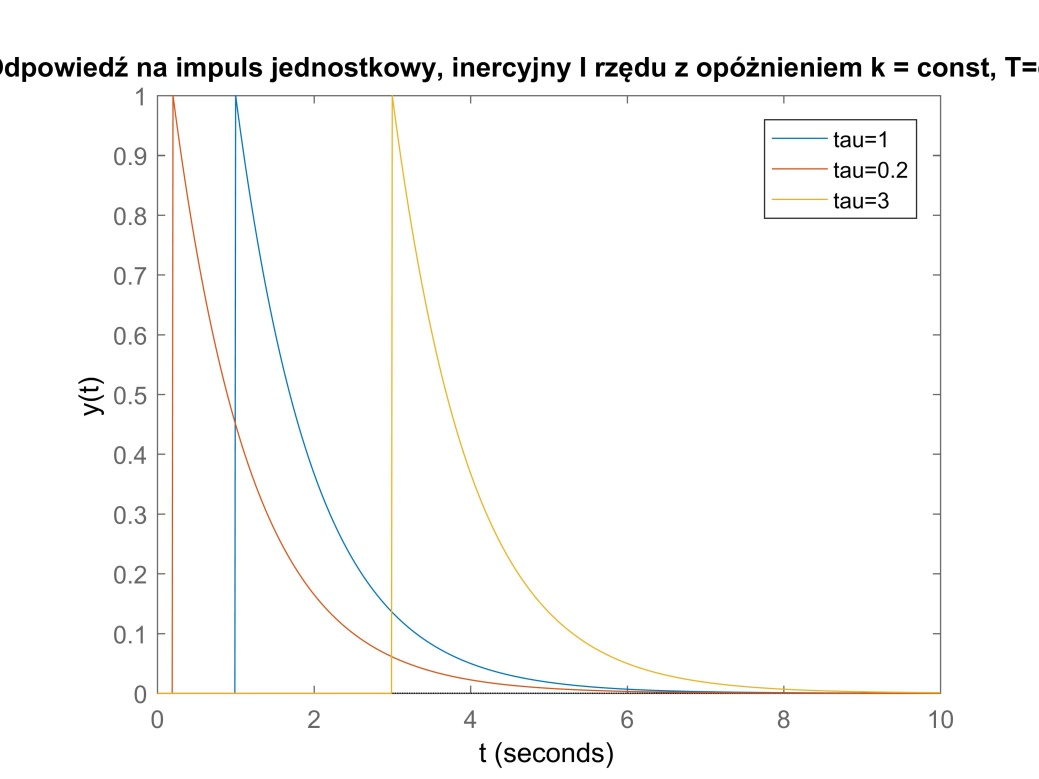 dpowiedź na impuls jednostkowy, inercyjny I rzędu z opóżnieniem k = const, T=
1
0.9
0.8
0.7
0.6
0.5
0.4
0.3
0.2
0.1
0
y(t)
tau=1
tau=0.2
tau=3
0 2 4 6 8 10
t (seconds)